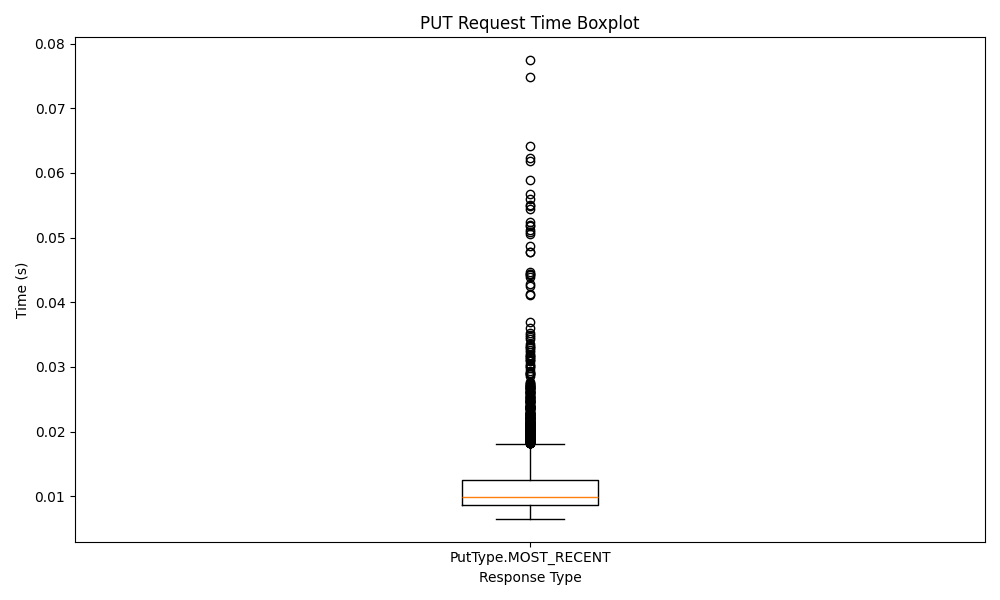 PUT Request Time Boxplot
0.08
0.07
0.06
0.05
0.04
0.03
0.02
0.01
Time (s)
PutType.MOST_RECENT
Response Type